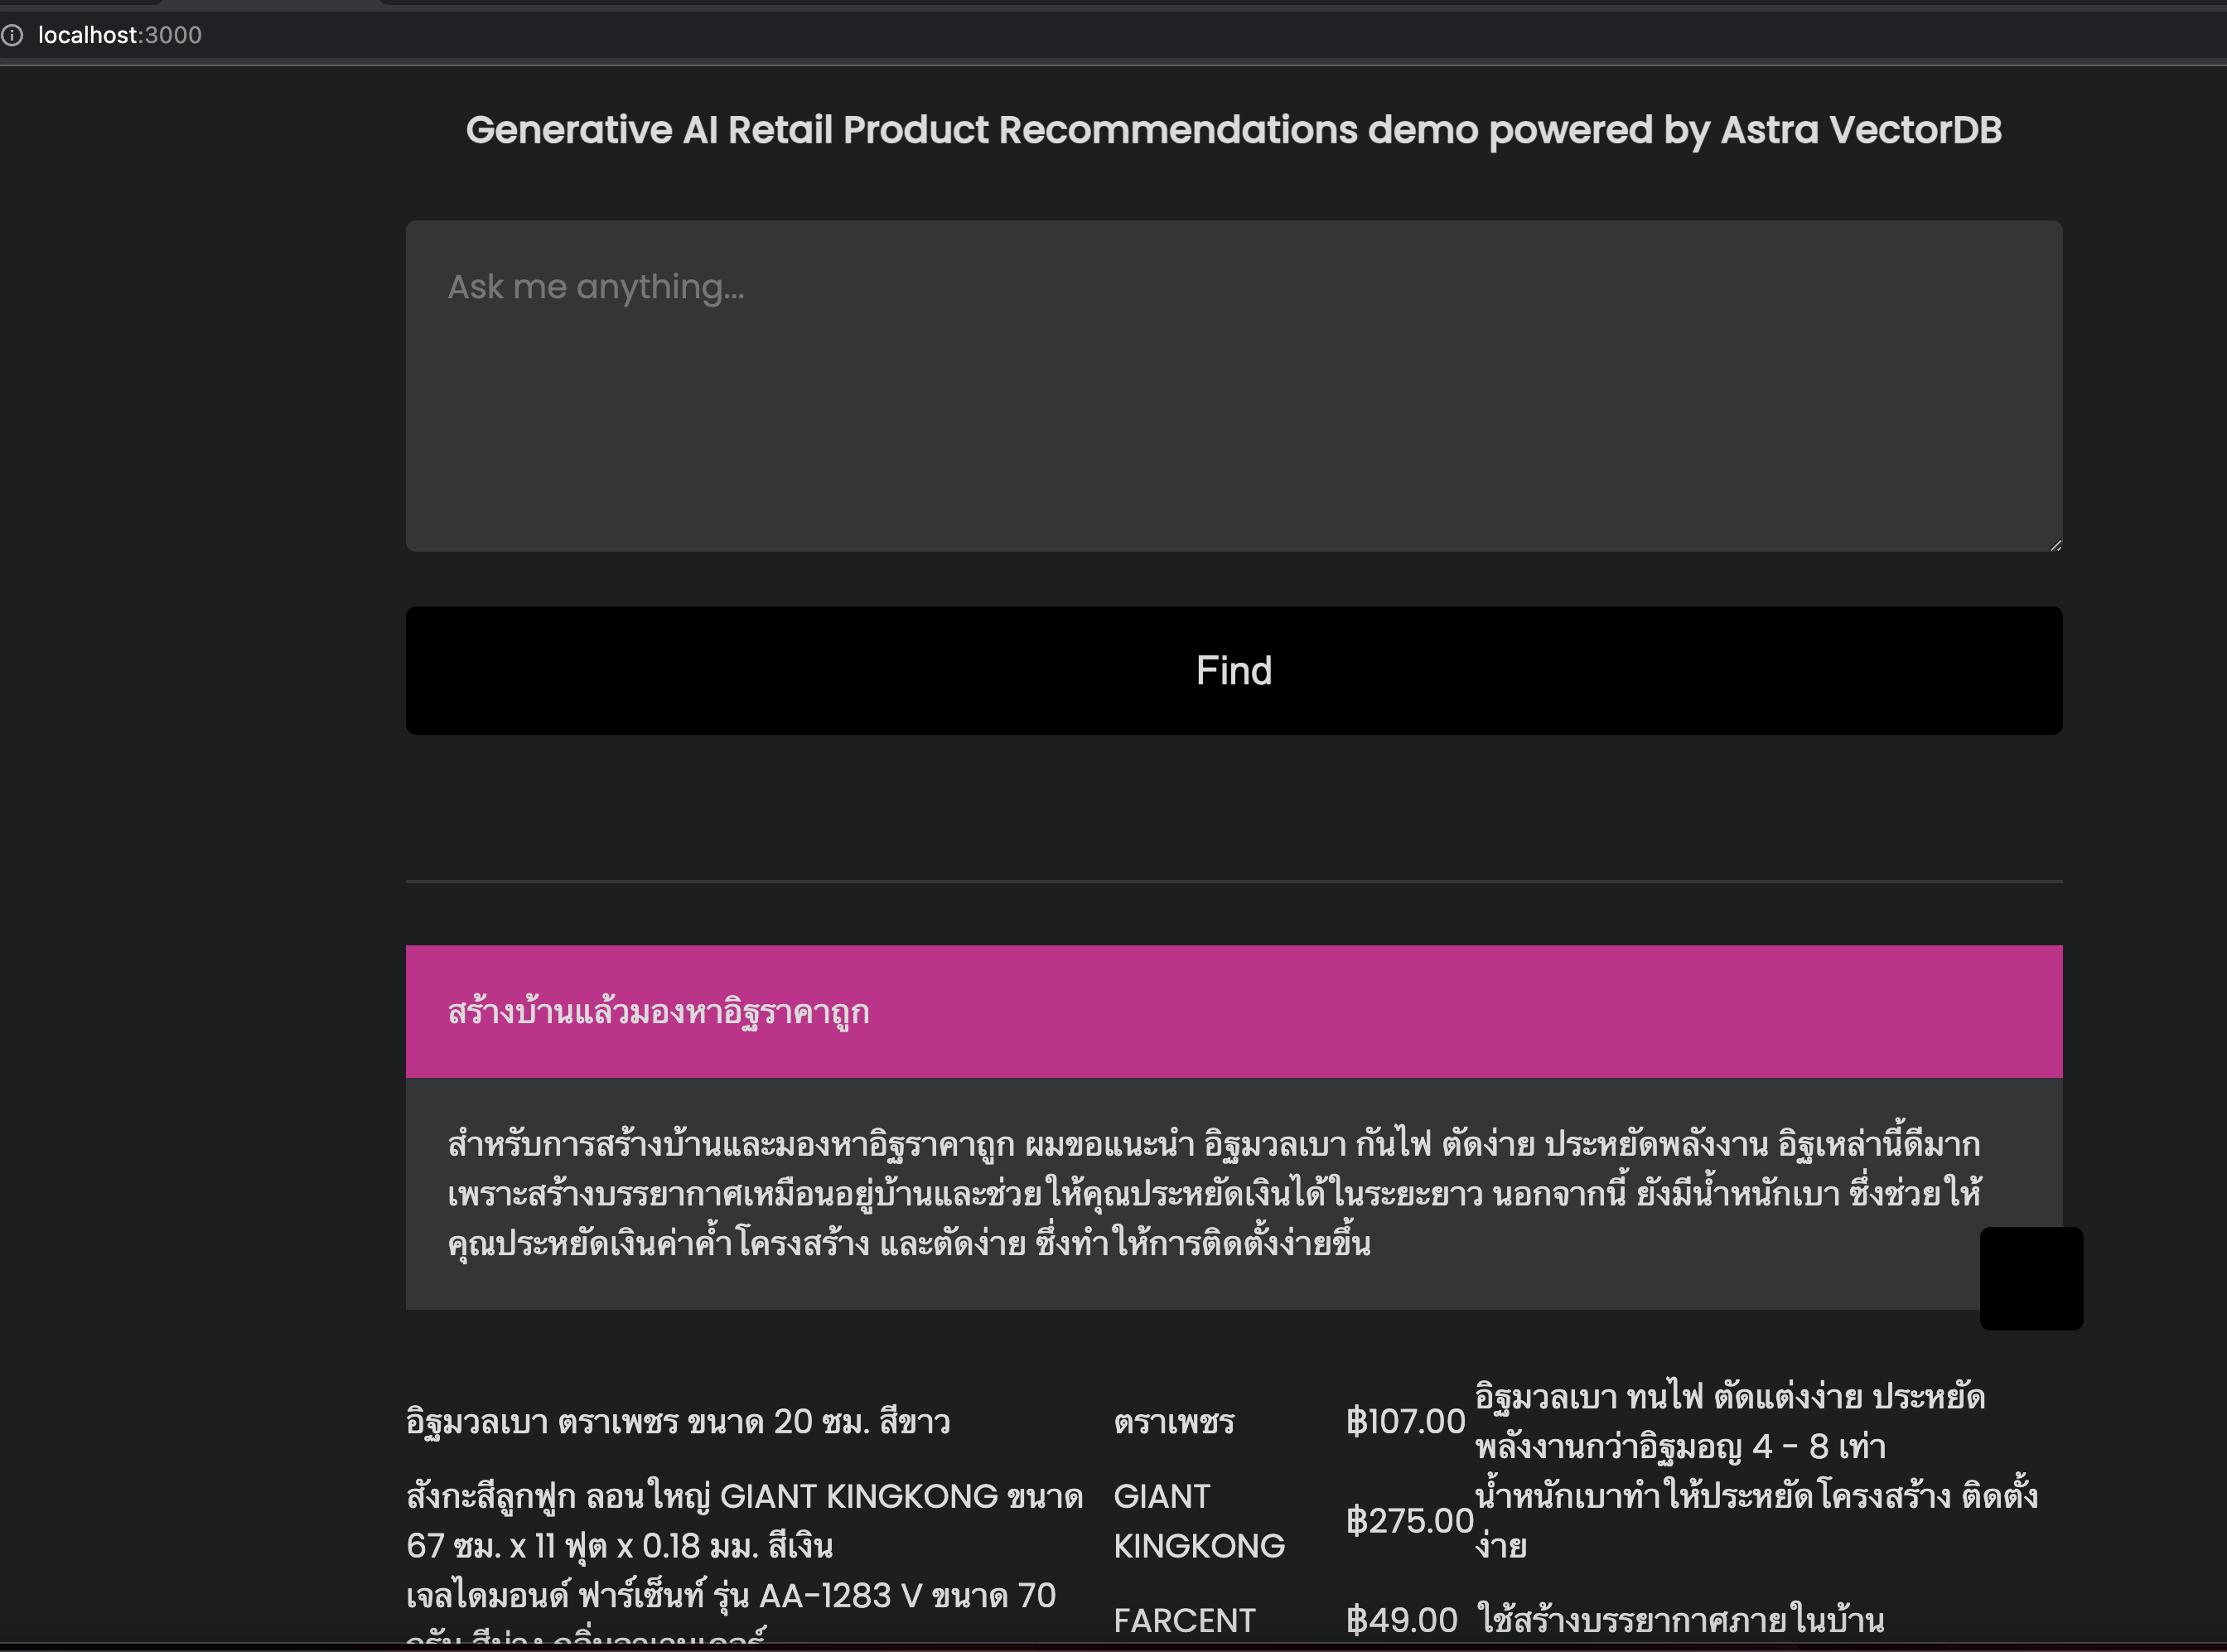 localhost:3000
Generative AI Retail Product Recommendations demo powered by Astra VectorDB
Ask me anything...
Find
สร้างบ้านแล้วมองหาอิฐราคาถูก
สำหรับการสร้างบ้านและมองหาอิฐราคาถูก ผมขอแนะนำ อิฐมวลเบา กันไฟ ตัดง่าย ประหยัดพลังงาน อิฐเหล่านี้ดีมาก
เพราะสร้างบรรยากาศเหมือนอยู่บ้านและช่วยให้คุณประหยัดเงินได้ในระยะยาว นอกจากนี้ ยังมีน้ำหนักเบา ซึ่งช่วยให้
คุณประหยัดเงินค่าค้ำโครงสร้าง และตัดง่าย ซึ่งทำให้การติดตั้งง่ายขึ้น
อิฐมวลเบา ตราเพชร ขนาด 20 ซม. สีขาว
ตราเพชร
฿107.00
อิฐมวลเบา ทนไฟ ตัดแต่งง่าย ประหยัด
พลังงานกว่าอิฐมอญ 4 - 8 เท่า
สังกะสีลูกฟูก ลอนใหญ่ GIANT KINGKONG ขนาด
67 ซม. x 11 ฟุต x 0.18 มม. สีเงิน
GIANT
KINGKONG
฿275.00
น้ำหนักเบาทำให้ประหยัดโครงสร้าง ติดตั้ง
ง่าย
เจลไดมอนด์ ฟาร์เซ็นท์ รุ่น AA-1283 V ขนาด 70
FARCENT
฿49.00
ใช้สร้างบรรยากาศภายในบ้าน